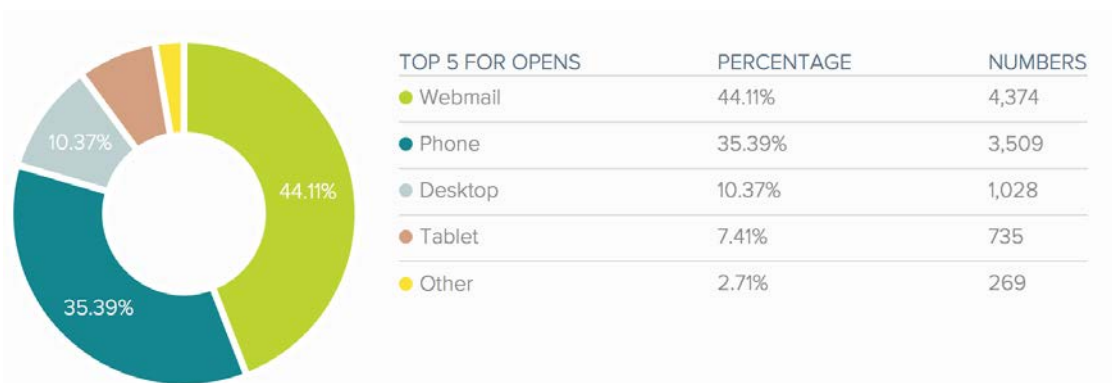 10.37%
44.11%
35.39%
TOP 5 FOR OPENS PERCENTAGE NUMBERS
Webmail 44.11% 4,374
Phone 35.39% 3,509
Desktop 10.37% 1,028
Tablet 7.41% 735
Other 2.71% 269